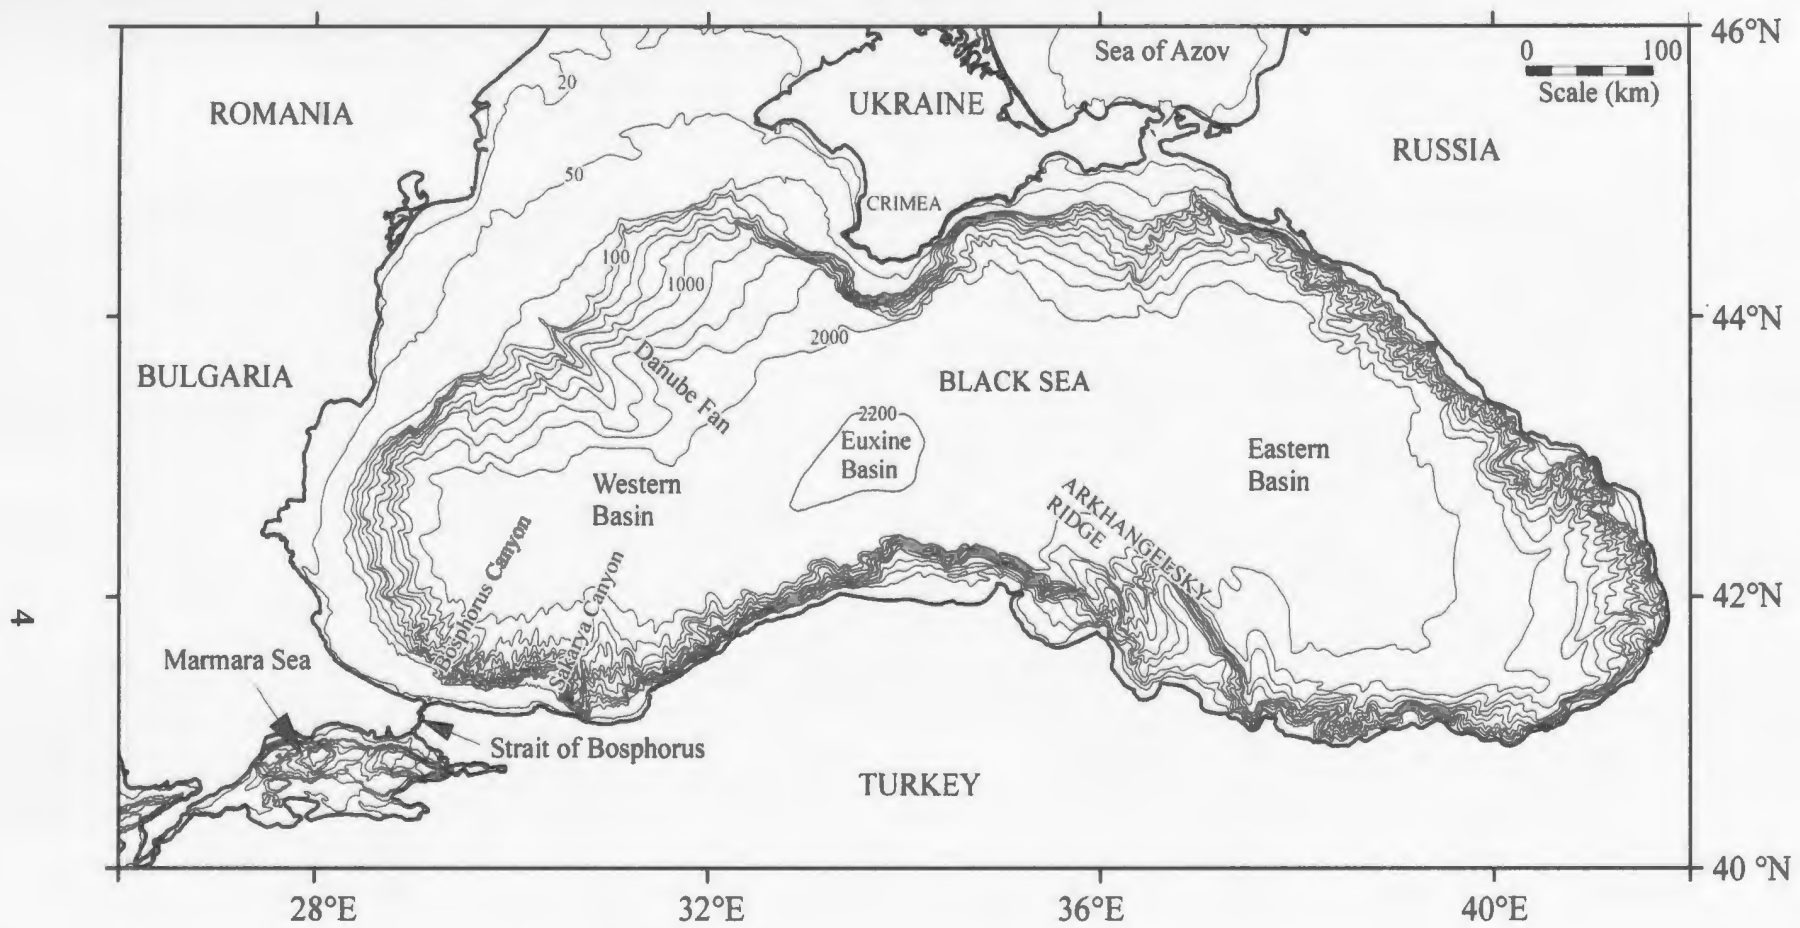 46°N
Sea of Azov
0 100
Scale (km)
20
ROMANIA
UKRAINE
RUSSIA
50
CRIMEA
100
1000
44°N
2000
BULGARIA
Danube Fan
BLACK SEA
2200
Euxine
Basin
Eastern
Basin
Western
Basin
ARKHANGELSKY
RIDGE
Bosphorus Canyon
Sakarya Canyon
42°N
4
Marmara Sea
Strait of Bosphorus
TURKEY
40 °N
28°E
32°E
36°E
40°E